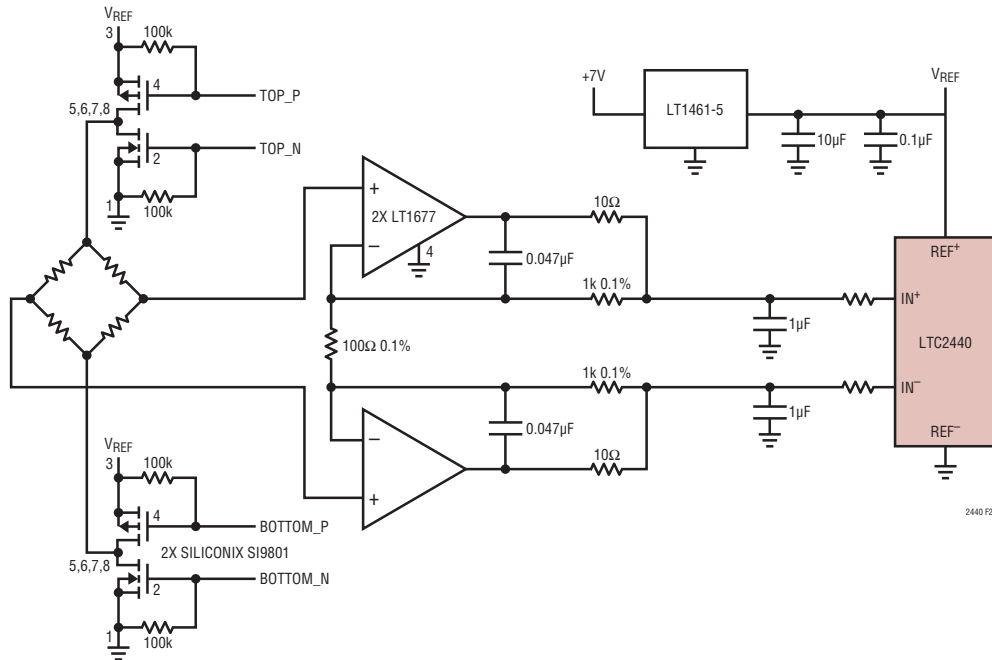 VREF
3
100k
4
TOP_P
5,6,7,8
TOP_N
2
1
100k
+7V
LT1461-5
VREF
10µF
0.1µF
+
2X LT1677
−
4
10Ω
0.047µF
1k 0.1%
REF+
IN+
1µF
LTC2440
100Ω 0.1%
1k 0.1%
IN−
1µF
REF−
−
0.047µF
+
10Ω
VREF
3
100k
4
BOTTOM_P
2X SILICONIX SI9801
5,6,7,8
BOTTOM_N
2
1
100k
2440 F2